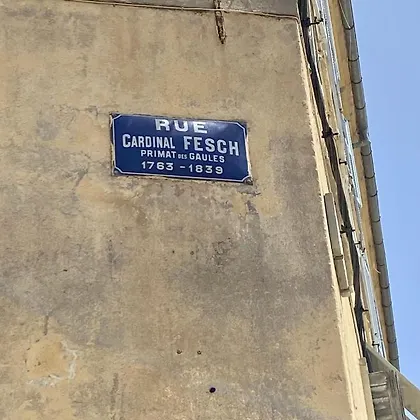 RUE
CARDINAL FESCH
PRIMAT DES GAULES
1763 - 1839